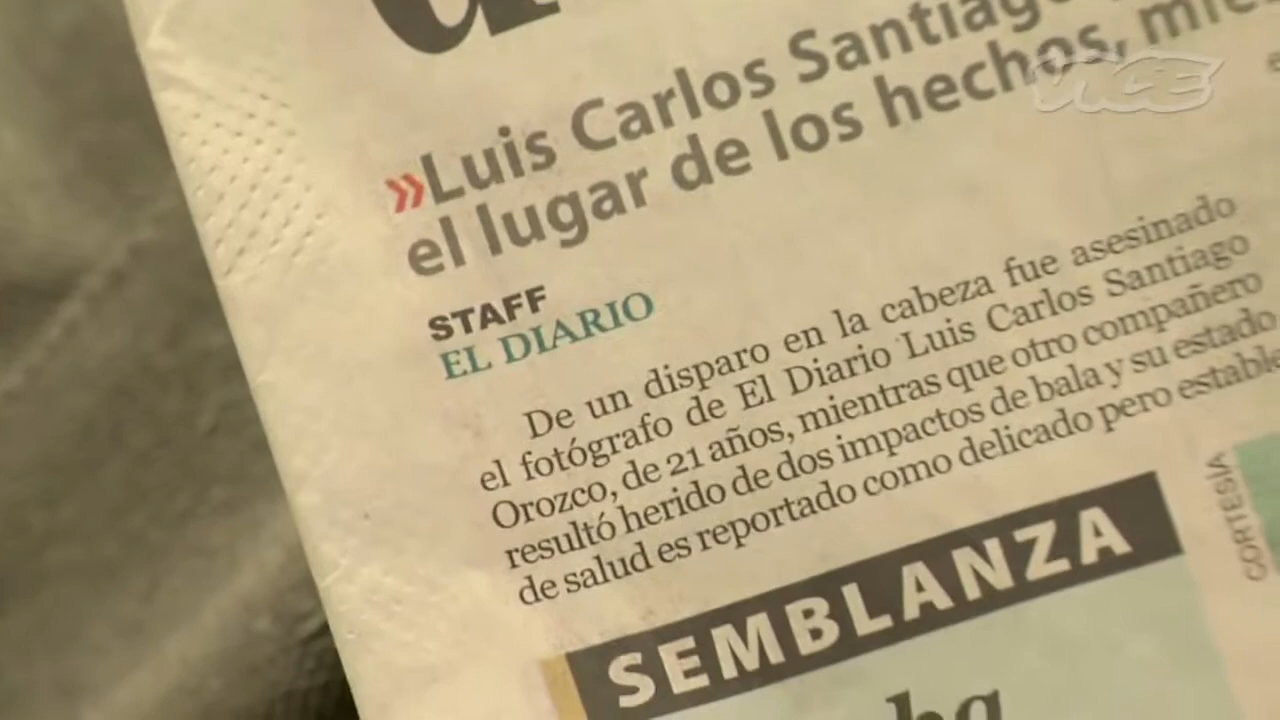 »Luis Carlos Santiago
el lugar de los hechos,
VICE
STAFF
EL DIARIO
De un disparo en la cabeza fue asesinado
el fotógrafo de El Diario Luis Carlos Santiago
Orozco, de 21 años, mientras que otro compañero
resultó herido de dos impactos de bala y su estado
de salud es reportado como delicado pero estable
CORTESÍA
SEMBLANZA